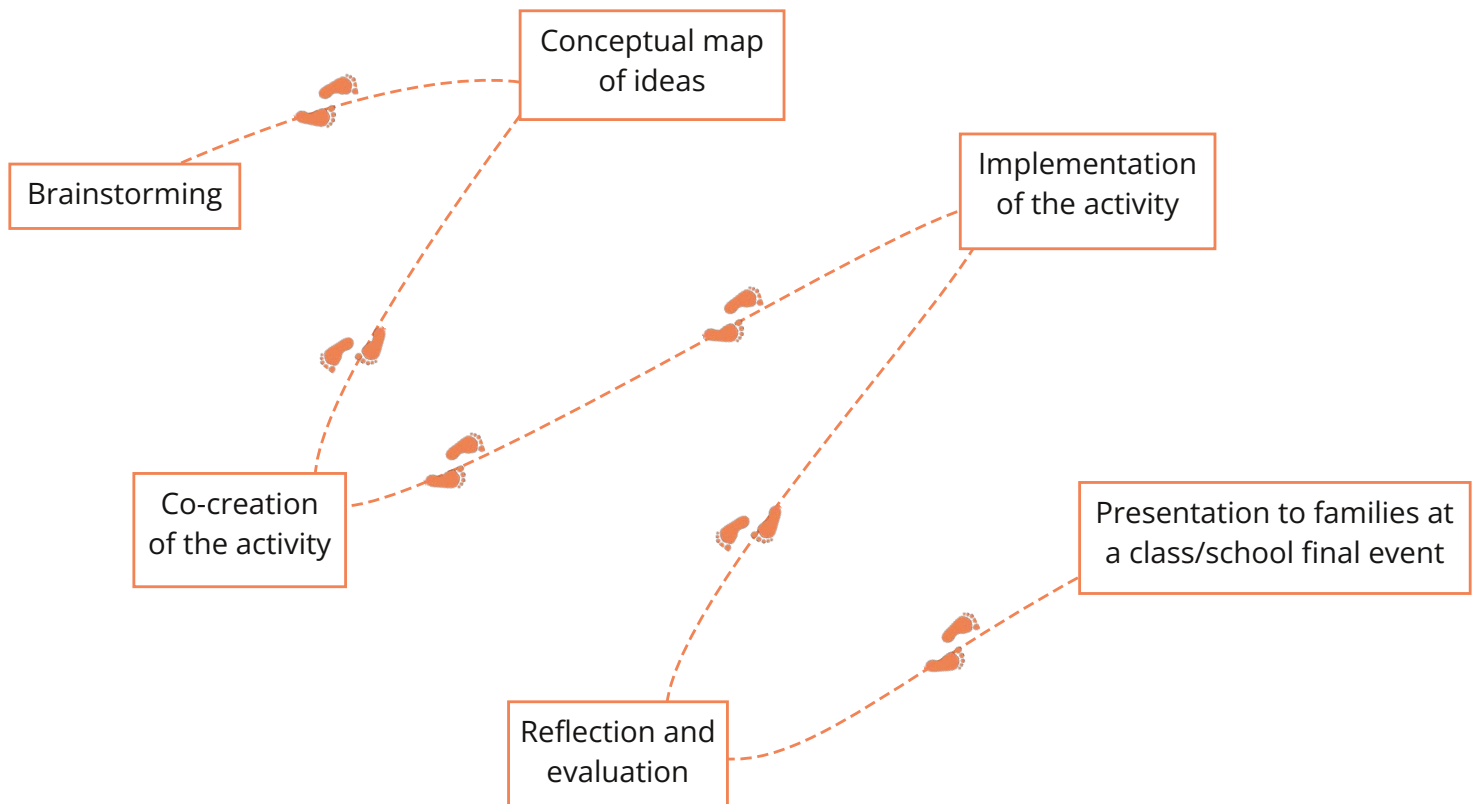 Brainstorming
Conceptual map
of ideas
Co-creation
of the activity
Implementation
of the activity
Reflection and
evaluation
Presentation to families at
a class/school final event